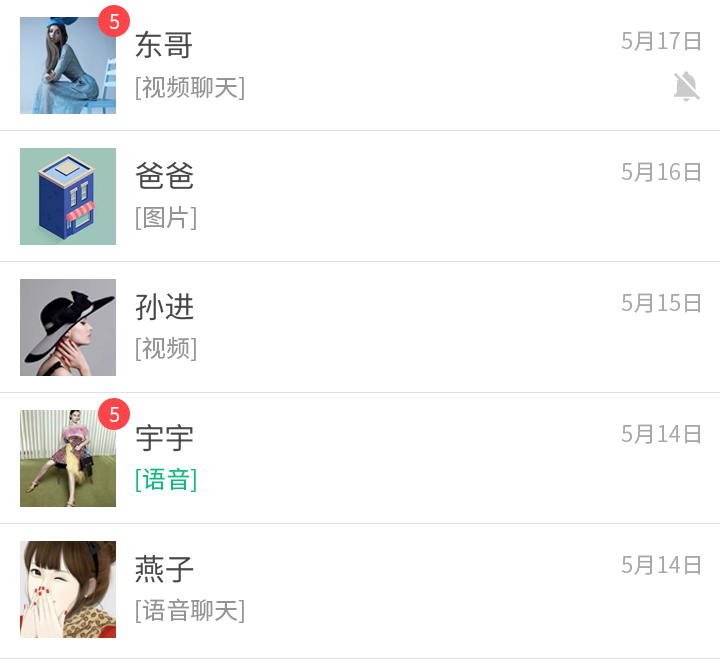 5
东哥
5月17日
[视频聊天]
爸爸
5月16日
[图片]
孙进
5月15日
[视频]
5
宇宇
5月14日
[语音]
燕子
5月14日
[语音聊天]